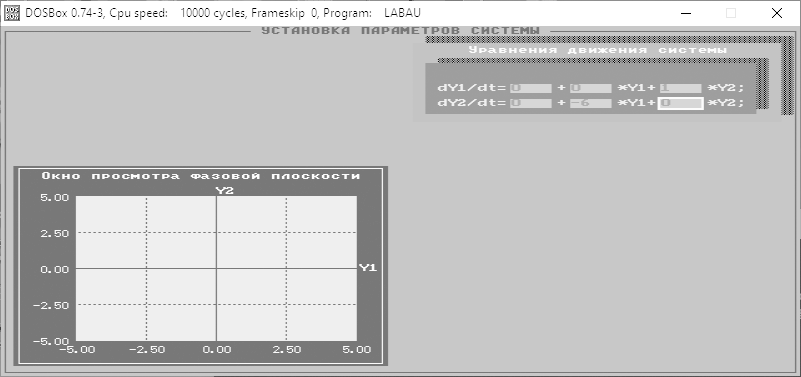 DOSBox 0.74-3, Cpu speed: 10000 cycles, Frameskip 0, Program: LABAU
УСТАНОВКА ПАРАМЕТРОВ СИСТЕМЫ
Уравнения движения системы
dY1/dt= 0 + 0 *Y1+ 1 *Y2;
dY2/dt= 0 + -6 *Y1+ 0 *Y2;
Окно просмотра фазовой плоскости
Y2
5.00
2.50
0.00 Y1
-2.50
-5.00
-5.00 -2.50 0.00 2.50 5.00